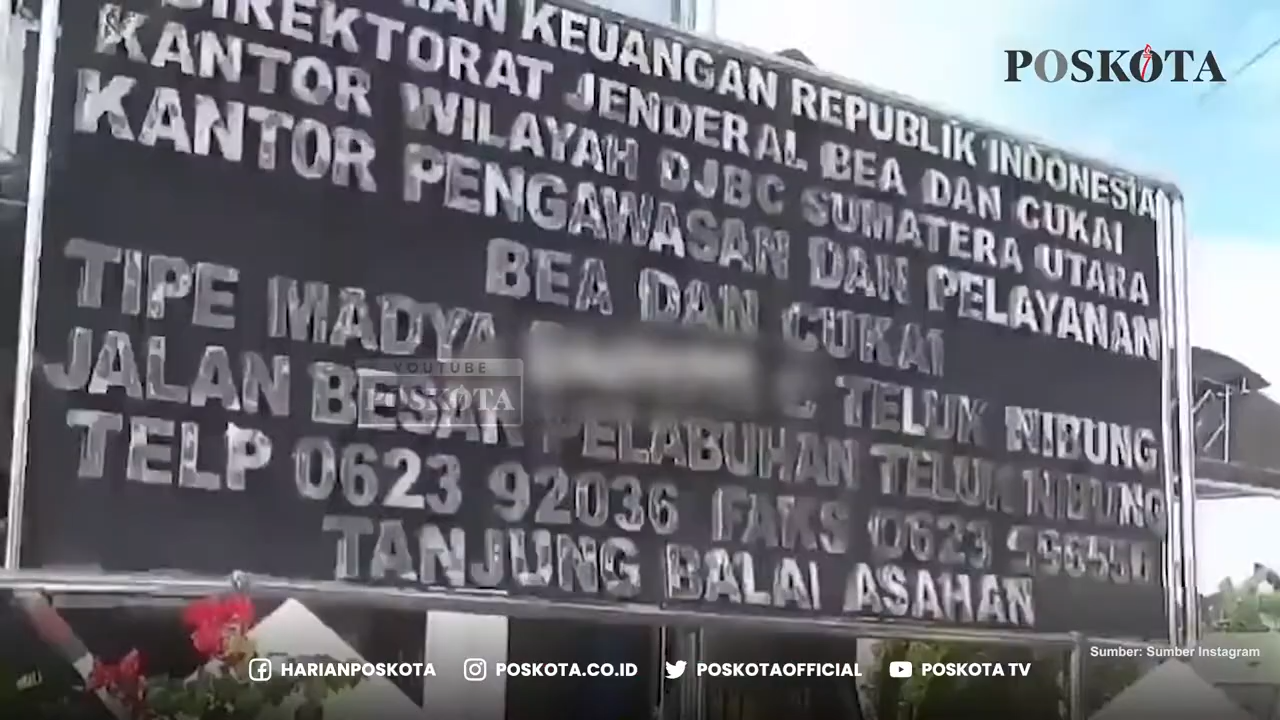 KEUANGAN REPUBLIK INDONESIA
DIREKTORAT JENDERAL BEA DAN CUKAI
KANTOR WILAYAH DJBC SUMATERA UTARA
KANTOR PENGAWASAN DAN PELAYANAN
BEA DAN CUKAI
TIPE MADYA C TELUK NIBUNG
JALAN BESAR PELABUHAN TELUK NIBUNG
TELP 0623 92036 FAKS 0623
TANJUNG BALAI ASAHAN
POSKOTA
YOUTUBE
POSKOTA
Sumber: Sumber Instagram
HARIANPOSKOTA POSKOTA.CO.ID POSKOTAOFFICIAL POSKOTA TV